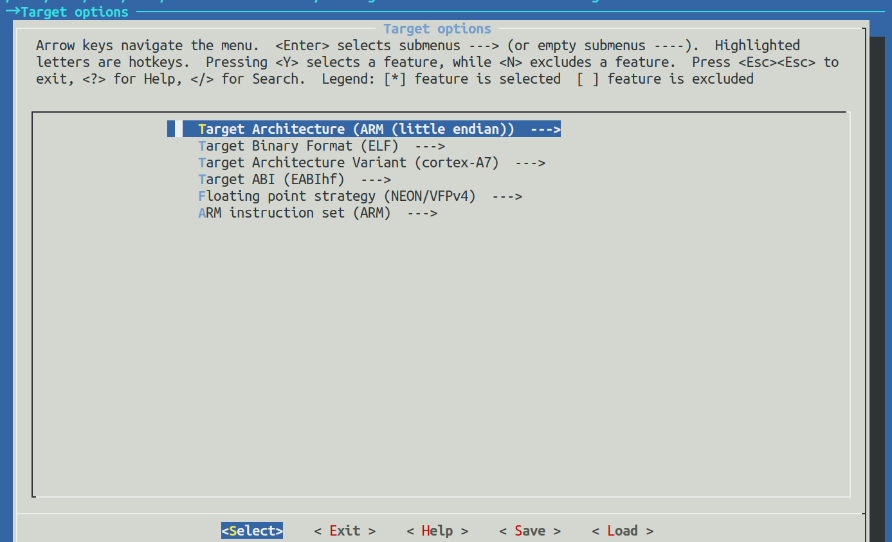 →Target options
Target options
Arrow keys navigate the menu.  <Enter> selects submenus ---> (or empty submenus ----).  Highlighted
letters are hotkeys.  Pressing <Y> selects a feature, while <N> excludes a feature.  Press <Esc><Esc> to
exit, <?> for Help, </> for Search.  Legend: [*] feature is selected  [ ] feature is excluded
Target Architecture (ARM (little endian))  --->
Target Binary Format (ELF)  --->
Target Architecture Variant (cortex-A7)  --->
Target ABI (EABIhf)  --->
Floating point strategy (NEON/VFPv4)  --->
ARM instruction set (ARM)  --->
<Select>    < Exit >    < Help >    < Save >    < Load >